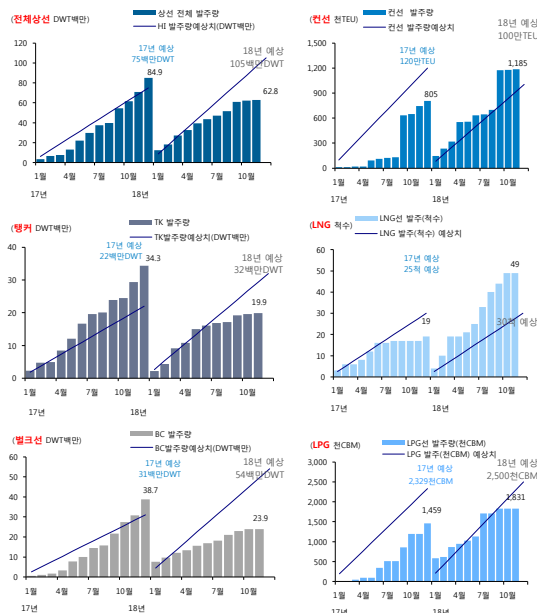 (전체상선 DWT백만)
상선 전체 발주량
HI 발주량예상치(DWT백만)
17년 예상
75백만DWT
18년 예상
105백만DWT
120
100
80
60
40
20
0
84.9
62.8
1월 4월 7월 10월 1월 4월 7월 10월
17년 18년
(컨선 천TEU)
컨선 발주량
컨선 발주량예상치
17년 예상
120만TEU
18년 예상
100만TEU
1,500
1,200
900
600
300
0
805
1,185
1월 4월 7월 10월 1월 4월 7월 10월
17년 18년
(탱커 DWT백만)
TK 발주량
TK발주량예상치(DWT백만)
17년 예상
22백만DWT
18년 예상
32백만DWT
40
30
20
10
0
34.3
19.9
1월 4월 7월 10월 1월 4월 7월 10월
17년 18년
(LNG 척수)
LNG선 발주(척수)
LNG 발주(척수) 예상치
17년 예상
25척 예상
30척 예상
60
50
40
30
20
10
0
19
49
1월 4월 7월 10월 1월 4월 7월 10월
17년 18년
(벌크선 DWT백만)
BC 발주량
BC발주량예상치(DWT백만)
17년 예상
31백만DWT
18년 예상
54백만DWT
60
50
40
30
20
10
0
38.7
23.9
1월 4월 7월 10월 1월 4월 7월 10월
17년 18년
(LPG 천CBM)
LPG선 발주량(천CBM)
LPG 발주(천CBM) 예상치
17년 예상
2,329천CBM
18년 예상
2,500천CBM
3,000
2,500
2,000
1,500
1,000
500
0
1,459
1,831
1월 4월 7월 10월 1월 4월 7월 10월
17년 18년